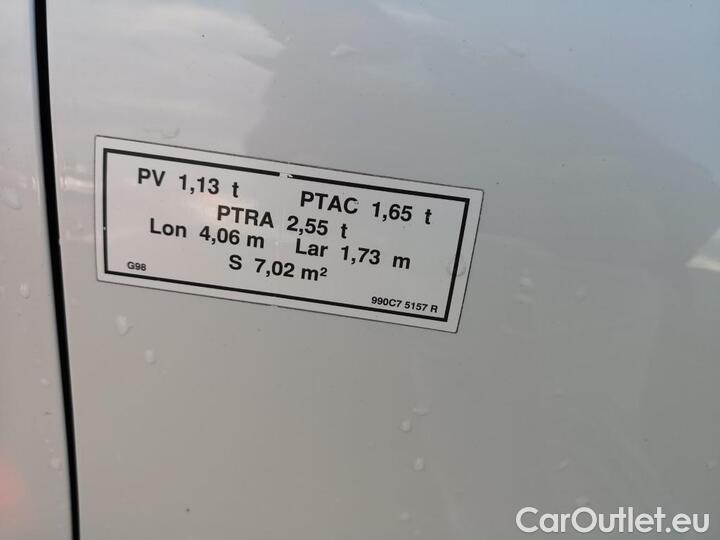 PV 1,13 t PTAC 1,65 t
PTRA 2,55 t
Lon 4,06 m Lar 1,73 m
S 7,02 m²
G98 990C7 5157 R
CarOutlet.eu